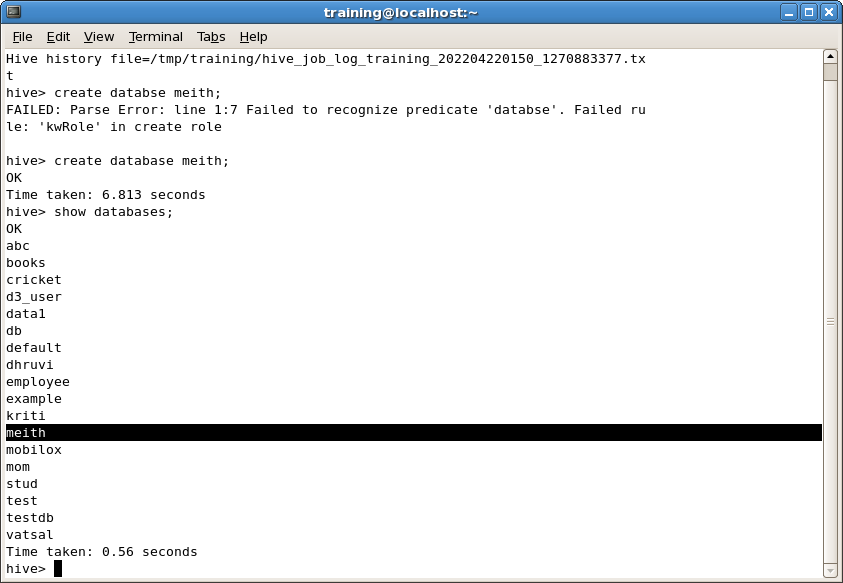 training@localhost:~
File Edit View Terminal Tabs Help
Hive history file=/tmp/training/hive_job_log_training_202204220150_1270883377.tx
t
hive> create databse meith;
FAILED: Parse Error: line 1:7 Failed to recognize predicate 'databse'. Failed ru
le: 'kwRole' in create role

hive> create database meith;
OK
Time taken: 6.813 seconds
hive> show databases;
OK
abc
books
cricket
d3_user
data1
db
default
dhruvi
employee
example
kriti
meith
mobilox
mom
stud
test
testdb
vatsal
Time taken: 0.56 seconds
hive>